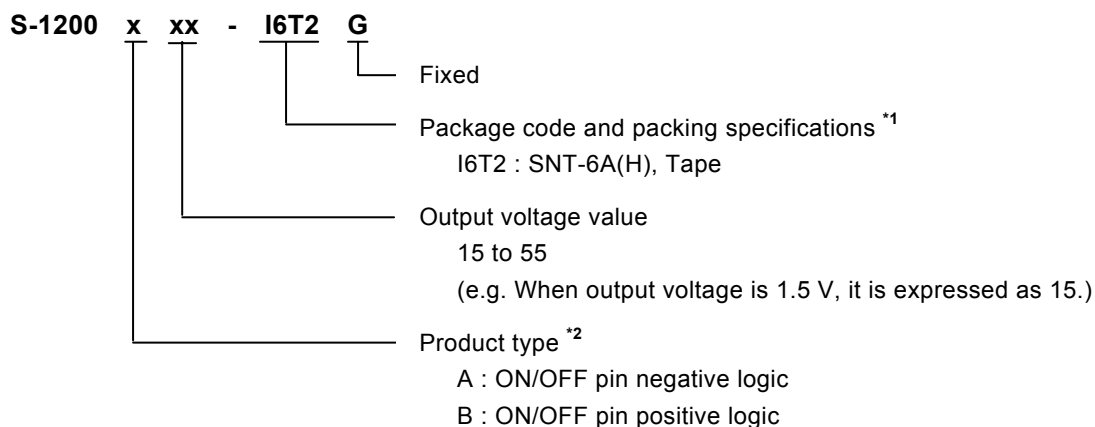 S-1200 x xx - I6T2 G
Fixed
Package code and packing specifications *1
I6T2 : SNT-6A(H), Tape
Output voltage value
15 to 55
(e.g. When output voltage is 1.5 V, it is expressed as 15.)
Product type *2
A : ON/OFF pin negative logic
B : ON/OFF pin positive logic